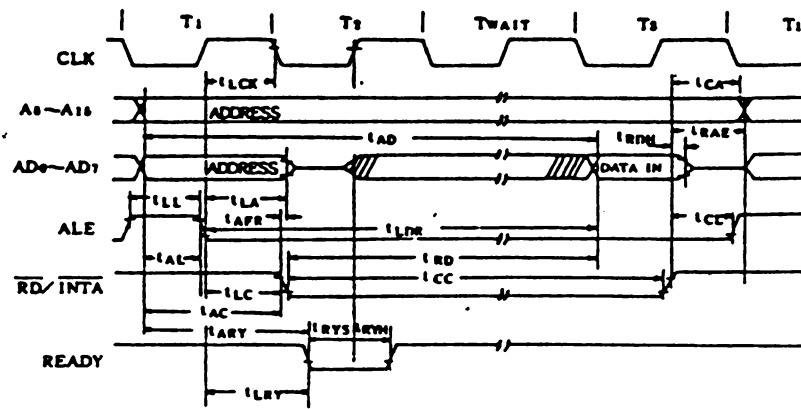 T1 T2 TWAIT T3 T1
CLK
tLCK tCA
A8~A15 ADDRESS
tAD tRDH tRAE
AD0~AD7 ADDRESS DATA IN
tLL tLA
tAFR tCL
ALE
tLDR
tAL tRD
tCC
RD/INTA
tLC
tAC
tARY tRYS tRYH
READY
tLRY